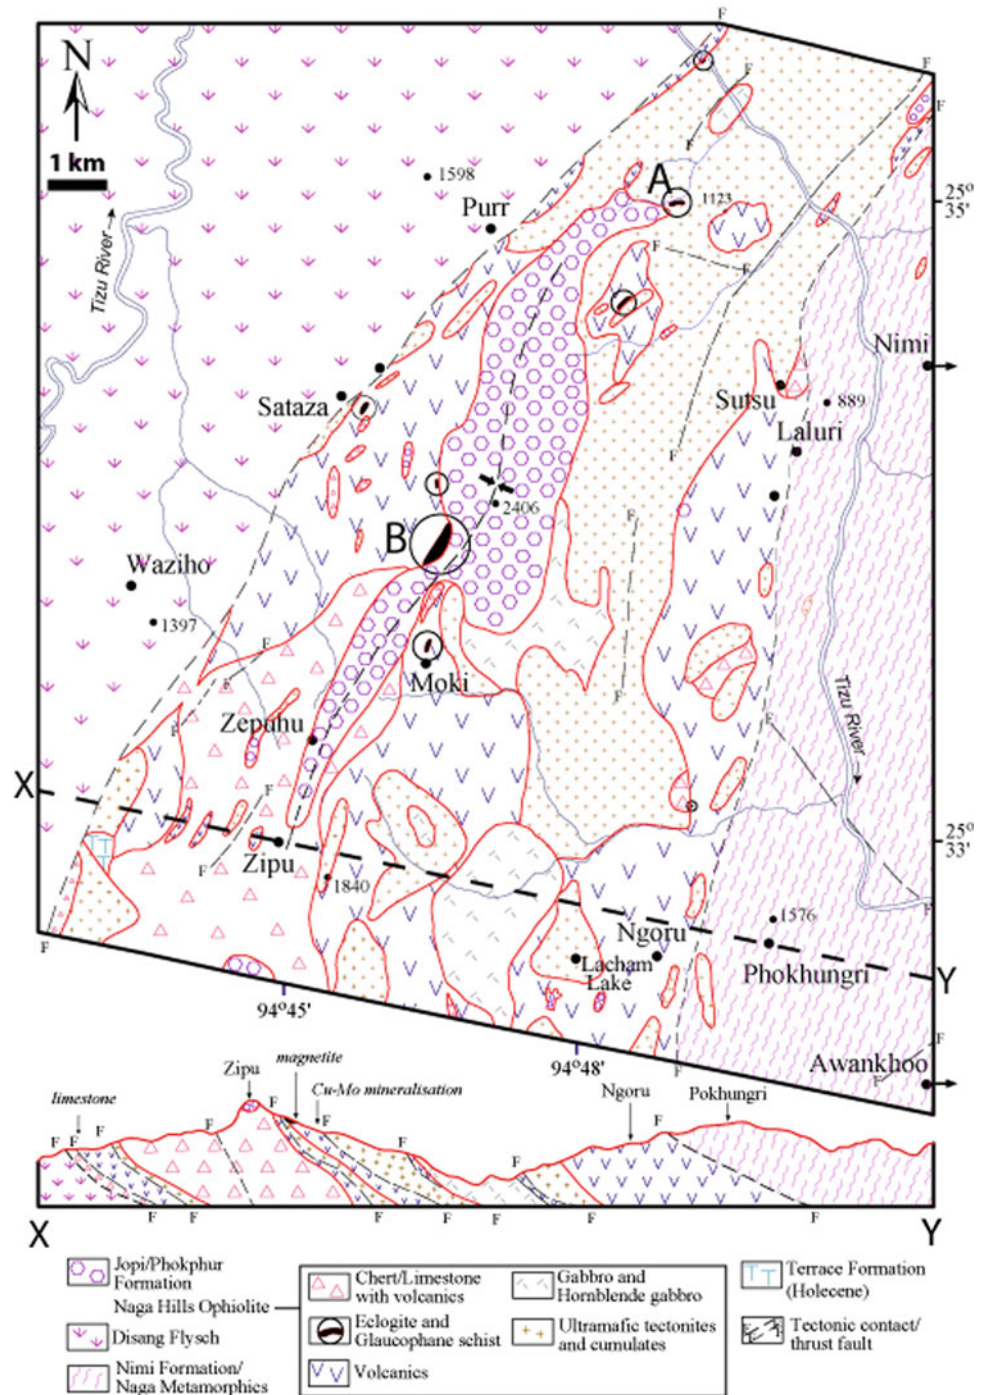 F
F
N
F
F
F
1 km
1598
A
1123
25°
35'
Purr
Tizu River
F
F
Nimi
Sataza
Sutsu
889
Laluri
F
2406
F
B
Waziho
1397
F
F
Moki
F
Tizu River
Zepuhu
F
F
X
F
25°
33'
Zipu
F
1840
F
1576
Ngoru
F
Lacham
Lake
Phokhungri
Y
94°45'
94°48'
F
Awankhoo
F
F
magnetite
Zipu
Cu-Mo mineralisation
Ngoru
Pokhungri
limestone
F
F
F
F
F
F
F
F
F
X
F
F
F
F
F
F
F
Y
Jopi/Phokphur
Formation
Naga Hills Ophiolite
Disang Flysch
Nimi Formation/
Naga Metamorphics
Chert/Limestone
with volcanics
Eclogite and
Glaucophane schist
Volcanics
Gabbro and
Hornblende gabbro
Ultramafic tectonites
and cumulates
Terrace Formation
(Holecene)
Tectonic contact/
thrust fault